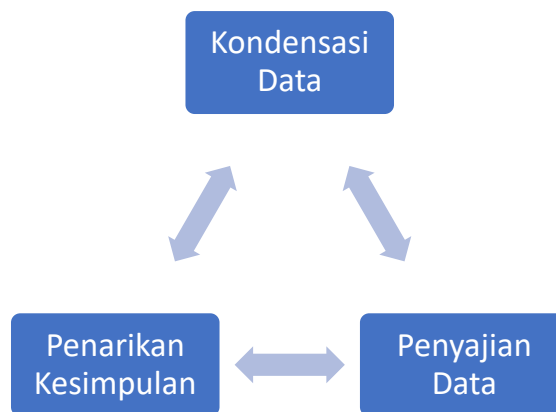 Kondensasi
Data
Penarikan
Kesimpulan
Penyajian
Data